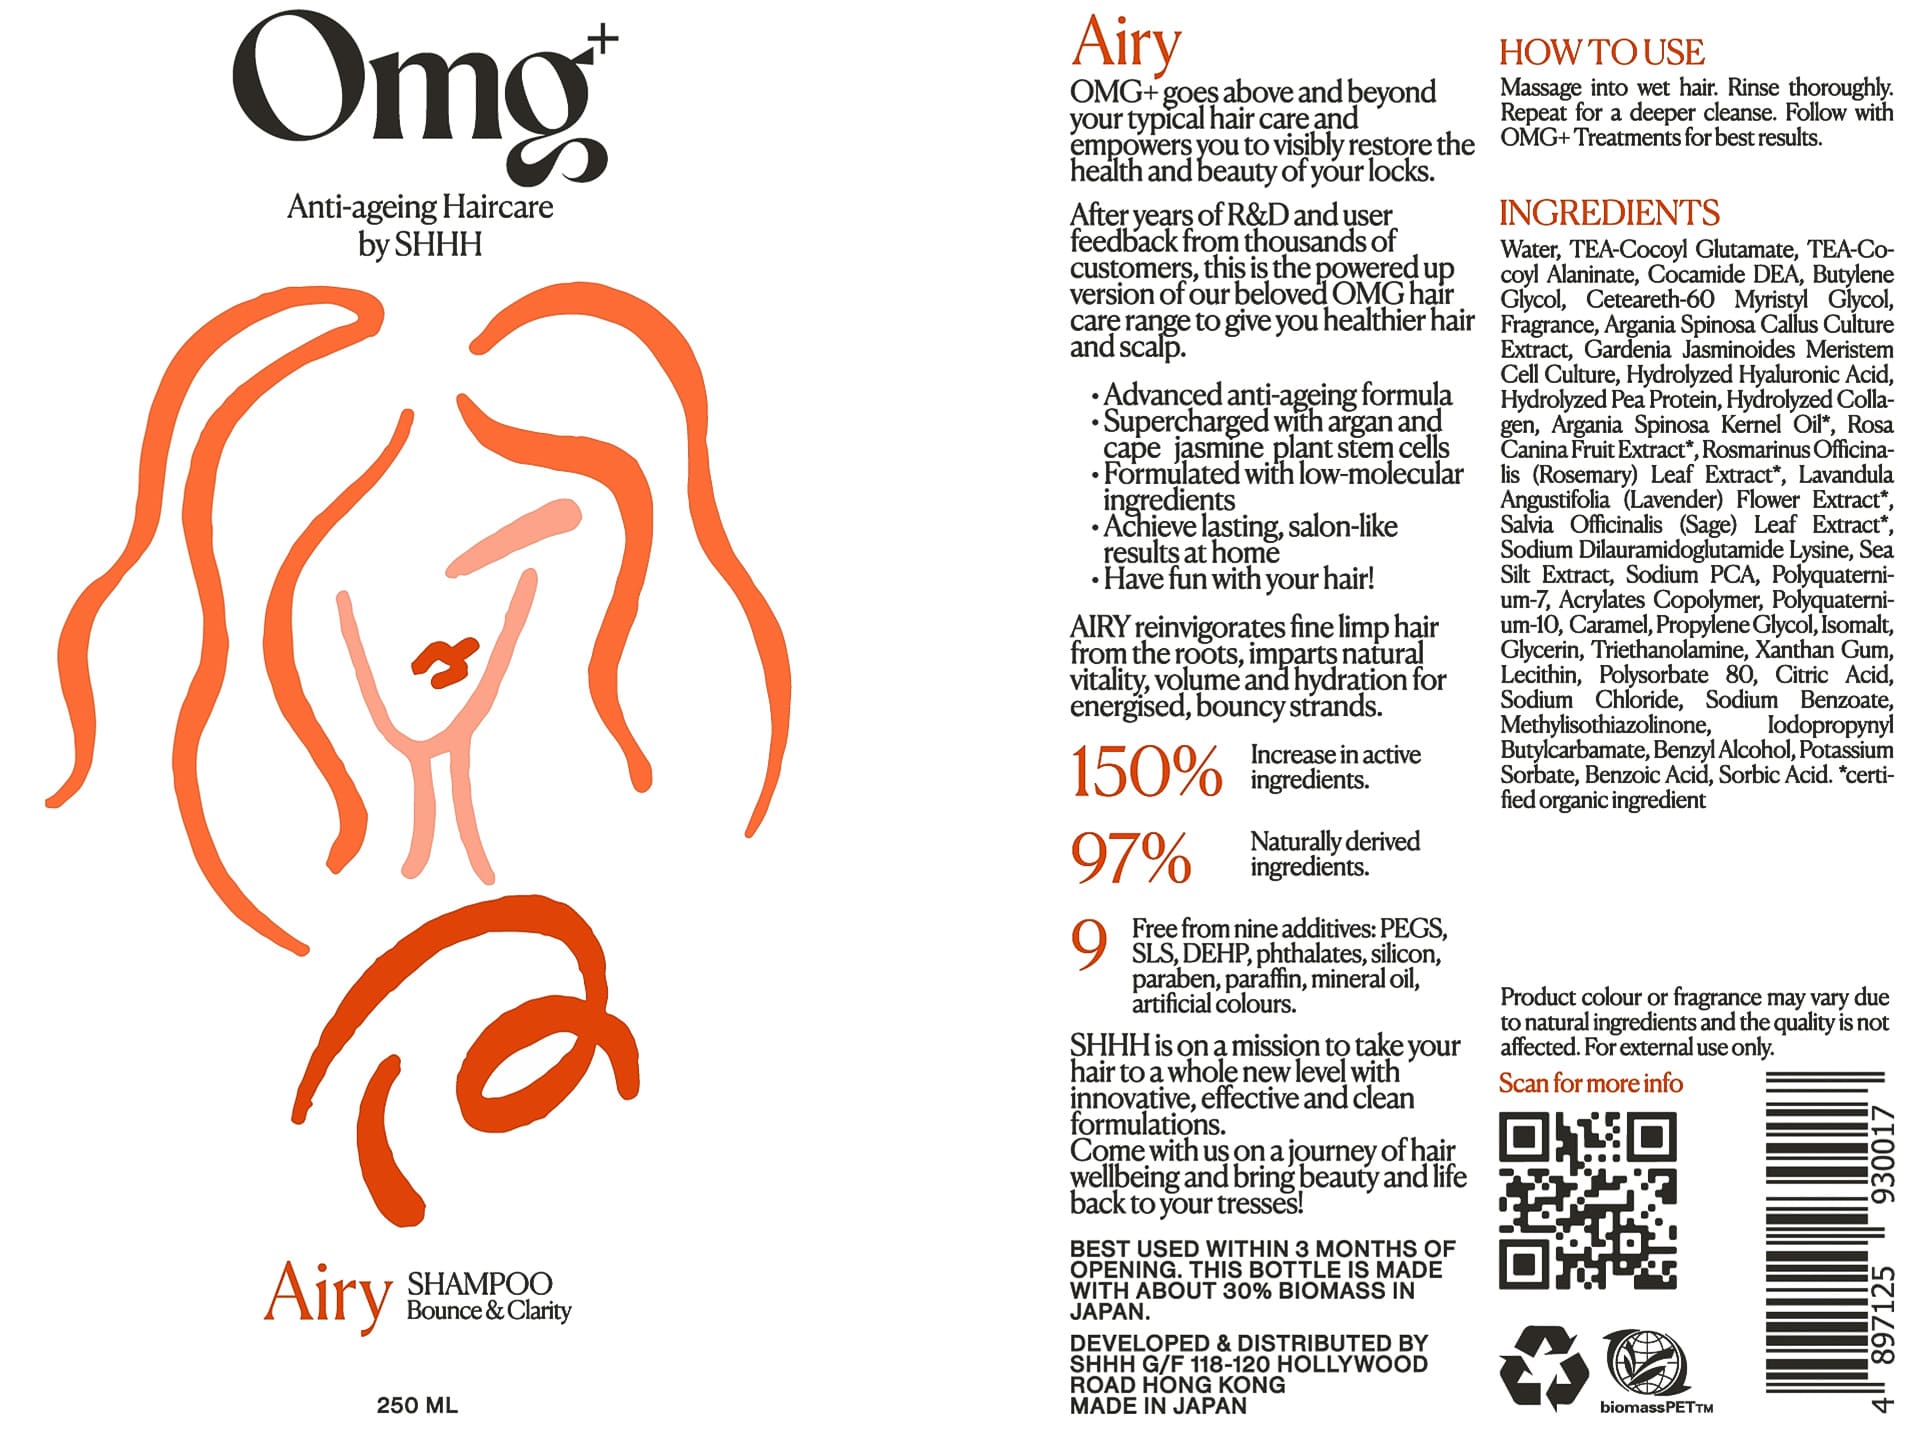 Omg+
Anti-ageing Haircare
by SHHH
Airy
SHAMPOO
Bounce & Clarity
250 ML
Airy
OMG+ goes above and beyond
your typical hair care and
empowers you to visibly restore the
health and beauty of your locks.
After years of R&D and user
feedback from thousands of
customers, this is the powered up
version of our beloved OMG hair
care range to give you healthier hair
and scalp.
• Advanced anti-ageing formula
• Supercharged with argan and
cape jasmine plant stem cells
• Formulated with low-molecular
ingredients
• Achieve lasting, salon-like
results at home
• Have fun with your hair!
AIRY reinvigorates fine limp hair
from the roots, imparts natural
vitality, volume and hydration for
energised, bouncy strands.
150% Increase in active
ingredients.
97% Naturally derived
ingredients.
9 Free from nine additives: PEGS,
SLS, DEHP, phthalates, silicon,
paraben, paraffin, mineral oil,
artificial colours.
SHHH is on a mission to take your
hair to a whole new level with
innovative, effective and clean
formulations.
Come with us on a journey of hair
wellbeing and bring beauty and life
back to your tresses!
BEST USED WITHIN 3 MONTHS OF
OPENING. THIS BOTTLE IS MADE
WITH ABOUT 30% BIOMASS IN
JAPAN.
DEVELOPED & DISTRIBUTED BY
SHHH G/F 118-120 HOLLYWOOD
ROAD HONG KONG
MADE IN JAPAN
HOW TO USE
Massage into wet hair. Rinse thoroughly.
Repeat for a deeper cleanse. Follow with
OMG+ Treatments for best results.
INGREDIENTS
Water, TEA-Cocoyl Glutamate, TEA-Co-
coyl Alaninate, Cocamide DEA, Butylene
Glycol, Ceteareth-60 Myristyl Glycol,
Fragrance, Argania Spinosa Callus Culture
Extract, Gardenia Jasminoides Meristem
Cell Culture, Hydrolyzed Hyaluronic Acid,
Hydrolyzed Pea Protein, Hydrolyzed Colla-
gen, Argania Spinosa Kernel Oil*, Rosa
Canina Fruit Extract*, Rosmarinus Officina-
lis (Rosemary) Leaf Extract*, Lavandula
Angustifolia (Lavender) Flower Extract*,
Salvia Officinalis (Sage) Leaf Extract*,
Sodium Dilauramidoglutamide Lysine, Sea
Silt Extract, Sodium PCA, Polyquaterni-
um-7, Acrylates Copolymer, Polyquaterni-
um-10, Caramel, Propylene Glycol, Isomalt,
Glycerin, Triethanolamine, Xanthan Gum,
Lecithin, Polysorbate 80, Citric Acid,
Sodium Chloride, Sodium Benzoate,
Methylisothiazolinone, Iodopropynyl
Butylcarbamate, Benzyl Alcohol, Potassium
Sorbate, Benzoic Acid, Sorbic Acid. *certi-
fied organic ingredient
Product colour or fragrance may vary due
to natural ingredients and the quality is not
affected. For external use only.
Scan for more info
4 897125 930017
biomassPET™